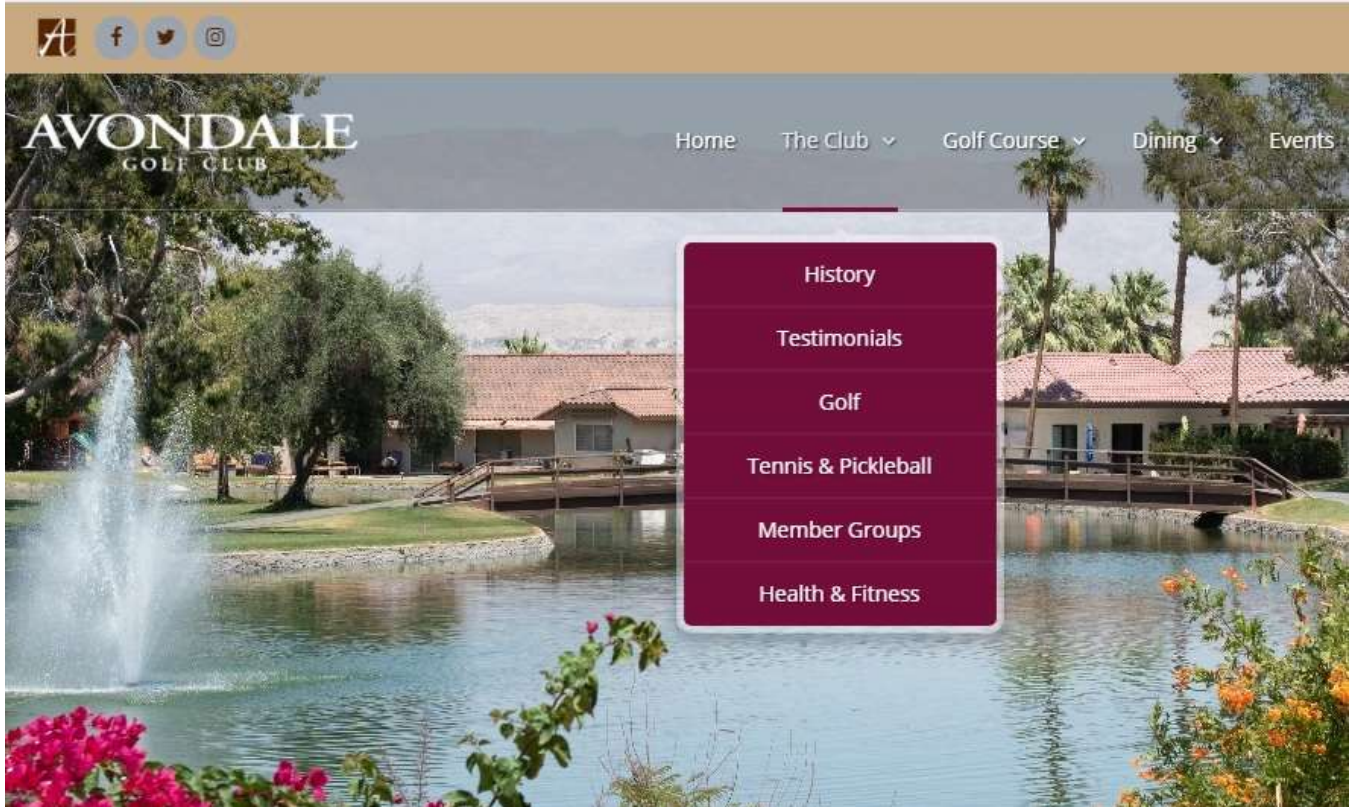 AVONDALE
GOLF CLUB
Home The Club Golf Course Dining Events
History
Testimonials
Golf
Tennis & Pickleball
Member Groups
Health & Fitness